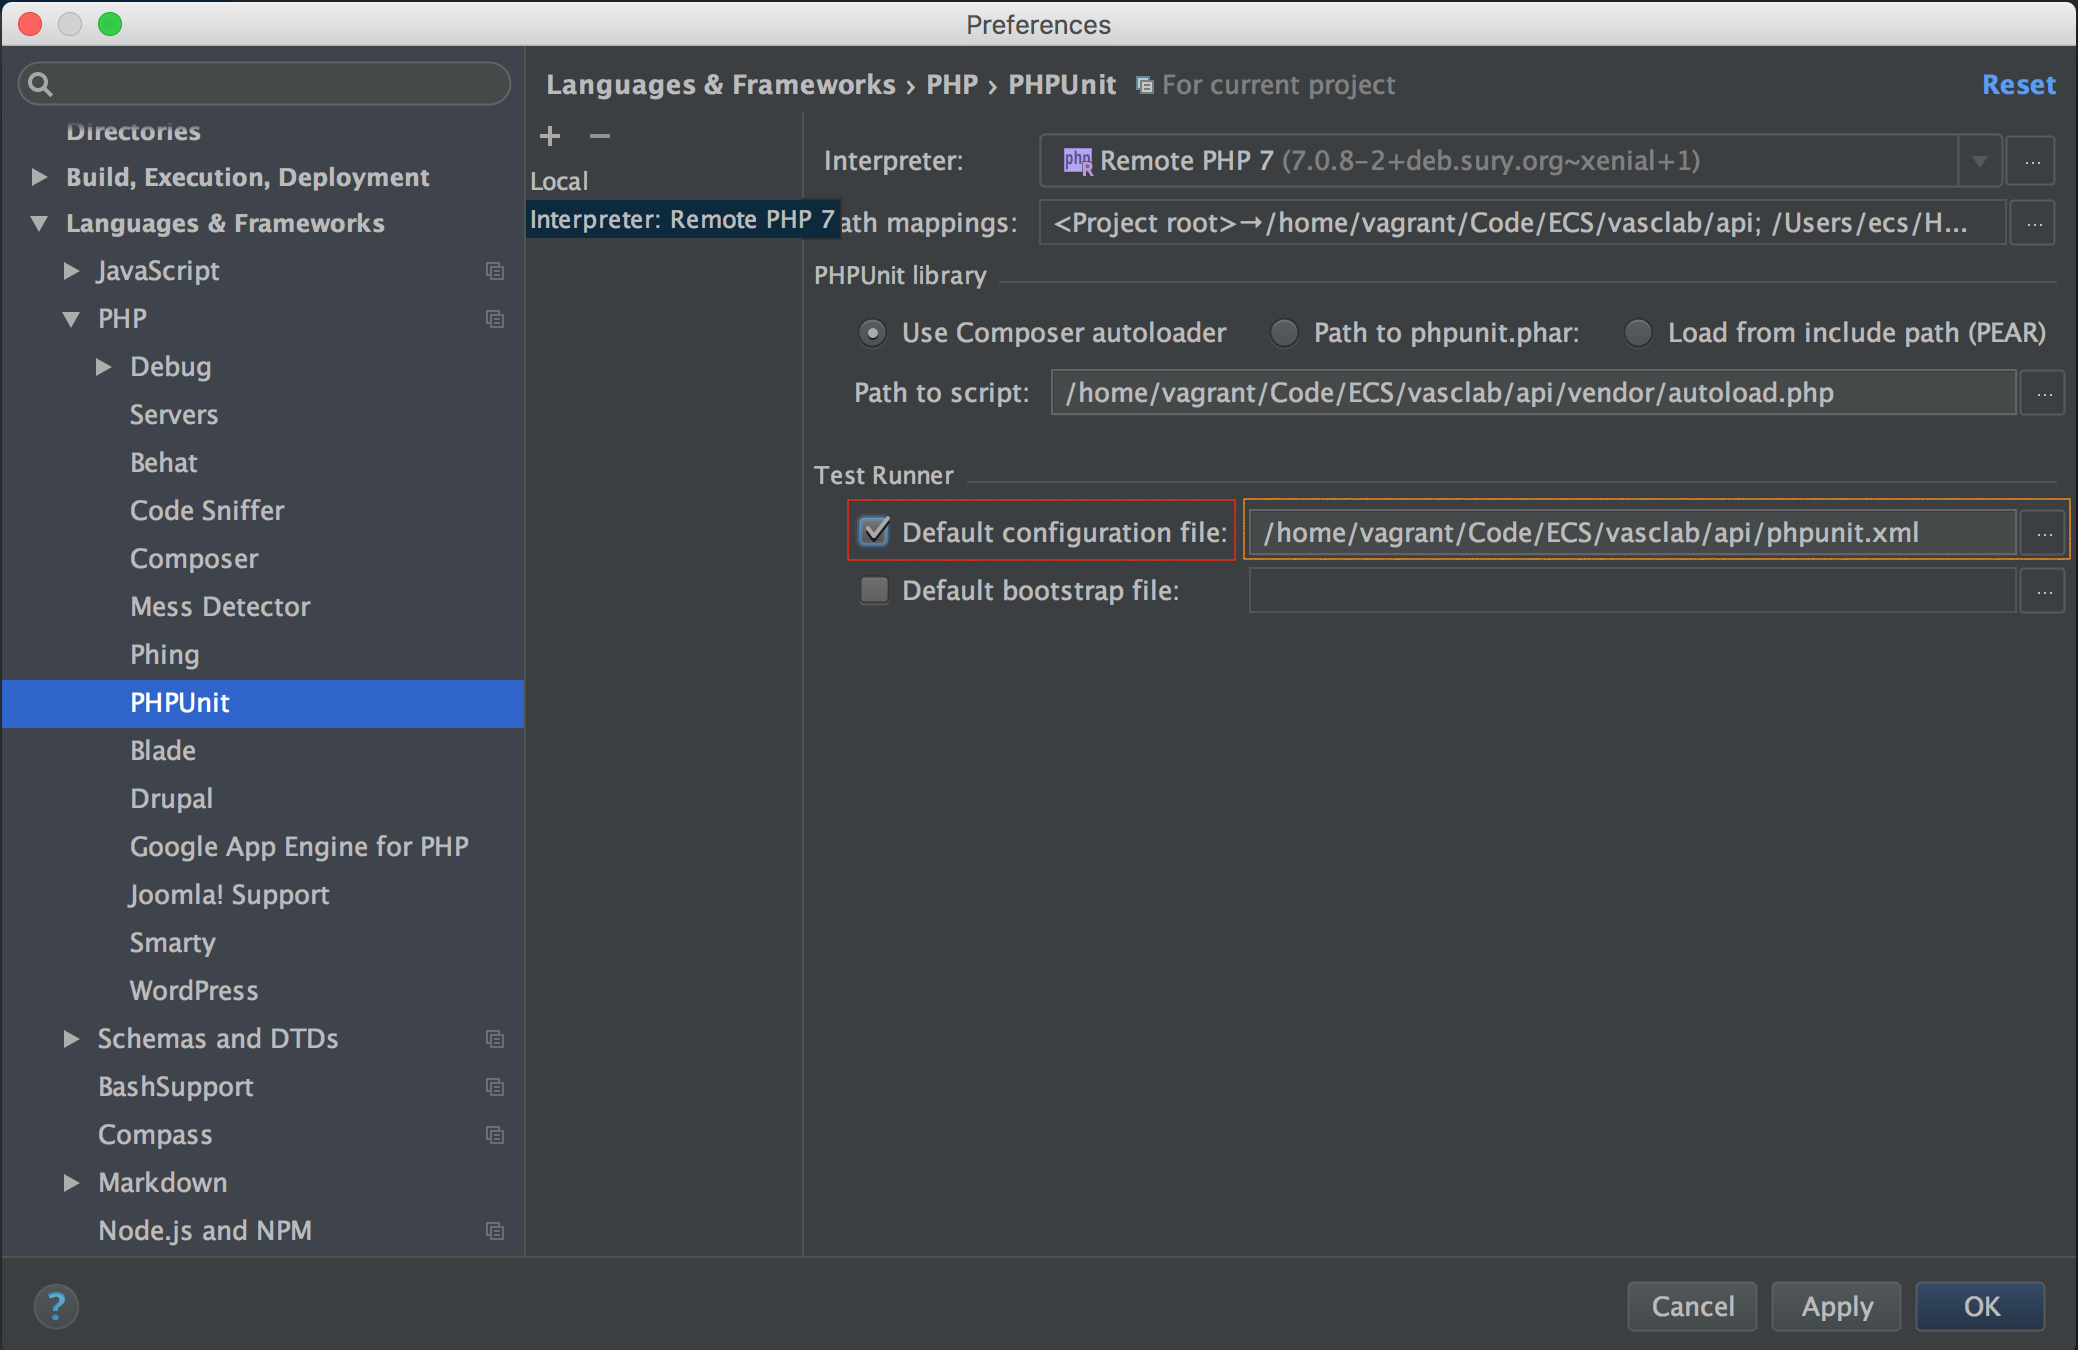 Preferences
Languages & Frameworks › PHP › PHPUnit For current project Reset
Directories
Build, Execution, Deployment
Languages & Frameworks
JavaScript
PHP
Debug
Servers
Behat
Code Sniffer
Composer
Mess Detector
Phing
PHPUnit
Blade
Drupal
Google App Engine for PHP
Joomla! Support
Smarty
WordPress
Schemas and DTDs
BashSupport
Compass
Markdown
Node.js and NPM
+ −
Local
Interpreter: Remote PHP 7
Interpreter: php R Remote PHP 7 (7.0.8-2+deb.sury.org~xenial+1) ...
ath mappings: <Project root>→/home/vagrant/Code/ECS/vasclab/api; /Users/ecs/H... ...
PHPUnit library
Use Composer autoloader Path to phpunit.phar: Load from include path (PEAR)
Path to script: /home/vagrant/Code/ECS/vasclab/api/vendor/autoload.php ...
Test Runner
Default configuration file: /home/vagrant/Code/ECS/vasclab/api/phpunit.xml ...
Default bootstrap file: ...
? Cancel Apply OK